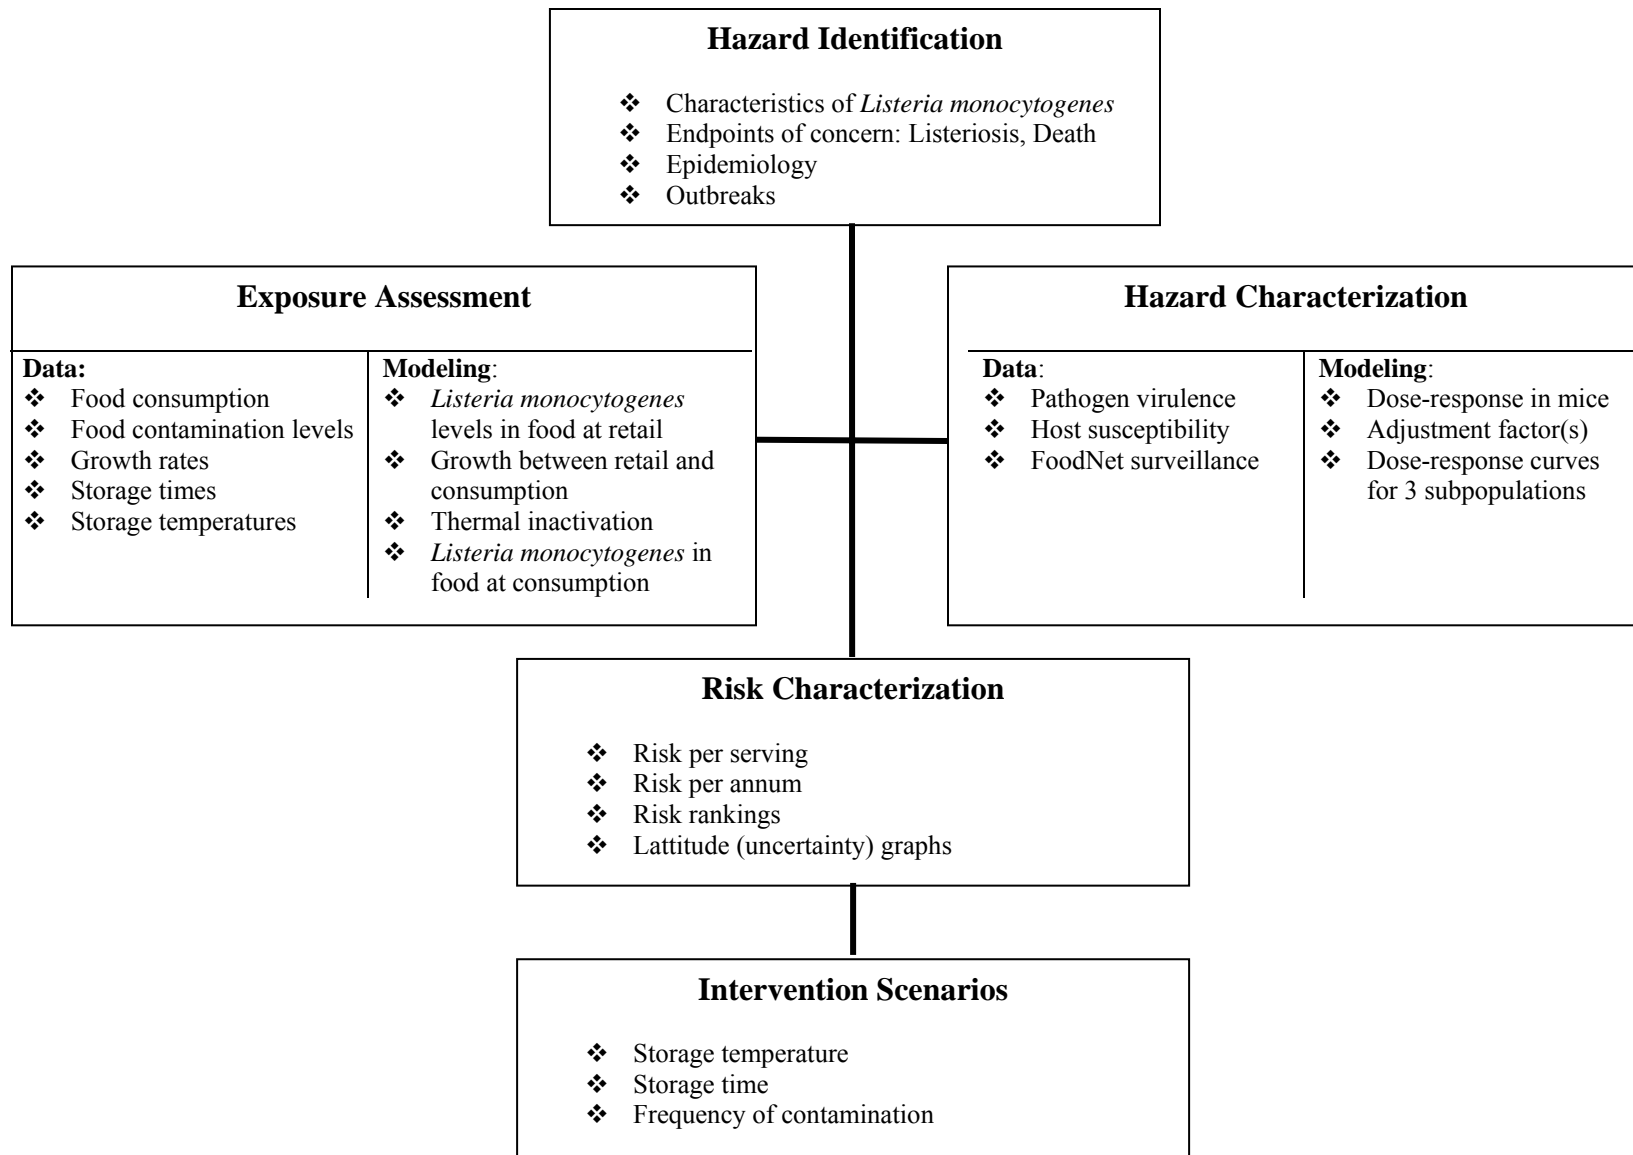 Hazard Identification
❖ Characteristics of Listeria monocytogenes
❖ Endpoints of concern: Listeriosis, Death
❖ Epidemiology
❖ Outbreaks
Exposure Assessment
Data:
❖ Food consumption
❖ Food contamination levels
❖ Growth rates
❖ Storage times
❖ Storage temperatures
Modeling:
❖ Listeria monocytogenes
levels in food at retail
❖ Growth between retail and
consumption
❖ Thermal inactivation
❖ Listeria monocytogenes in
food at consumption
Hazard Characterization
Data:
❖ Pathogen virulence
❖ Host susceptibility
❖ FoodNet surveillance
Modeling:
❖ Dose-response in mice
❖ Adjustment factor(s)
❖ Dose-response curves
for 3 subpopulations
Risk Characterization
❖ Risk per serving
❖ Risk per annum
❖ Risk rankings
❖ Lattitude (uncertainty) graphs
Intervention Scenarios
❖ Storage temperature
❖ Storage time
❖ Frequency of contamination